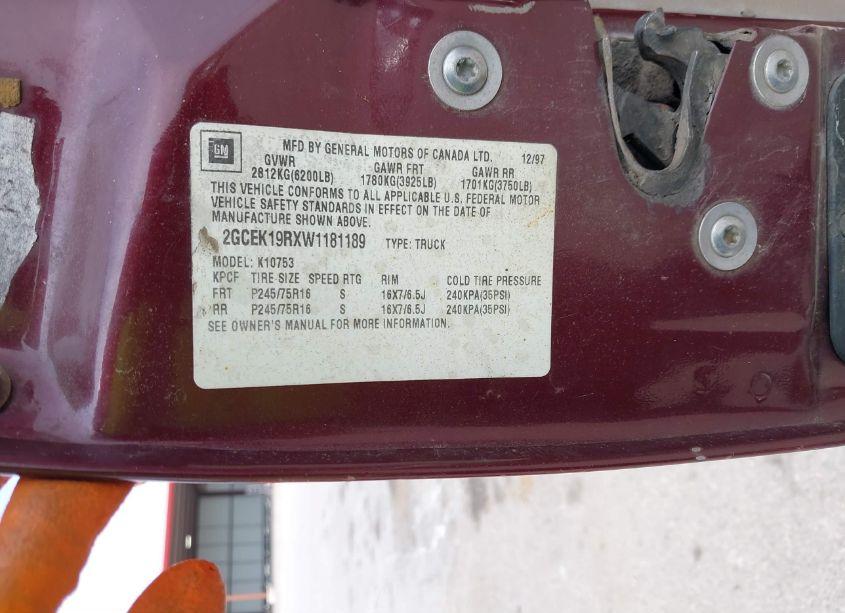 GM
MFD BY GENERAL MOTORS OF CANADA LTD. 12/97
GVWR GAWR FRT GAWR RR
2812KG(6200LB) 1780KG(3925LB) 1701KG(3750LB)
THIS VEHICLE CONFORMS TO ALL APPLICABLE U.S. FEDERAL MOTOR
VEHICLE SAFETY STANDARDS IN EFFECT ON THE DATE OF
MANUFACTURE SHOWN ABOVE.
2GCEK19RXW1181189 TYPE: TRUCK
MODEL: K10753
KPCF TIRE SIZE SPEED RTG RIM COLD TIRE PRESSURE
FRT P245/75R16 S 16X7/6.5J 240KPA(35PSI)
RR P245/75R16 S 16X7/6.5J 240KPA(35PSI)
SEE OWNER'S MANUAL FOR MORE INFORMATION.